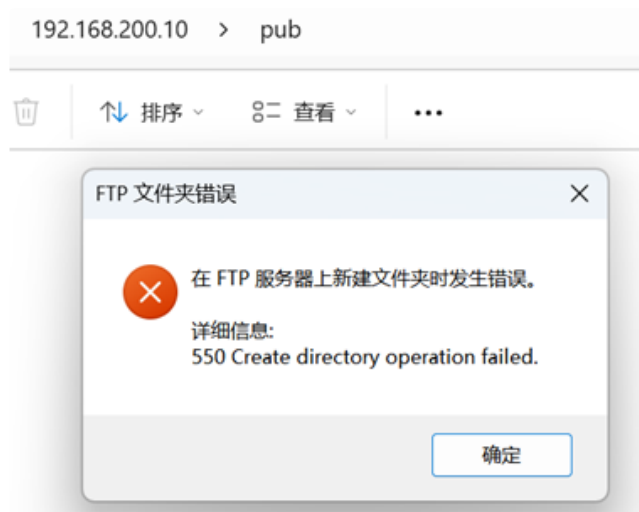 192.168.200.10 > pub
排序 查看 •••
FTP 文件夹错误
在 FTP 服务器上新建文件夹时发生错误。
详细信息:
550 Create directory operation failed.
确定